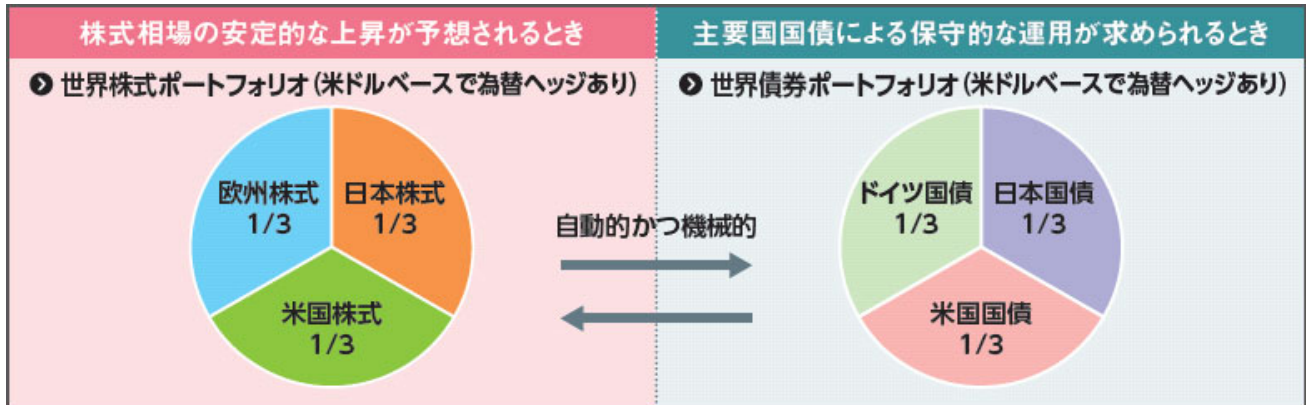 株式相場の安定的な上昇が予想されるとき
世界株式ポートフォリオ(米ドルベースで為替ヘッジあり)
欧州株式
1/3
日本株式
1/3
米国株式
1/3
自動的かつ機械的
主要国国債による保守的な運用が求められるとき
世界債券ポートフォリオ(米ドルベースで為替ヘッジあり)
ドイツ国債
1/3
日本国債
1/3
米国国債
1/3